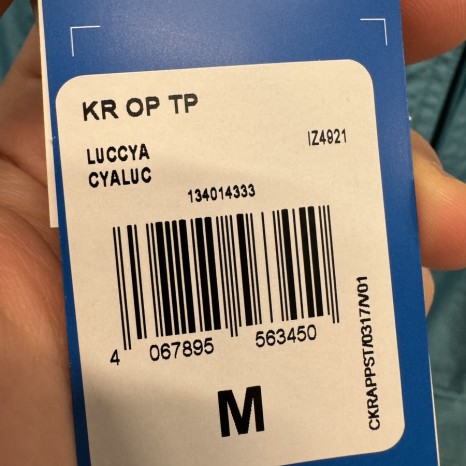 KR OP TP
LUCCYA
CYALUC
IZ4921
134014333
4 067895 563450
M
CKRAPPST/0317/V01